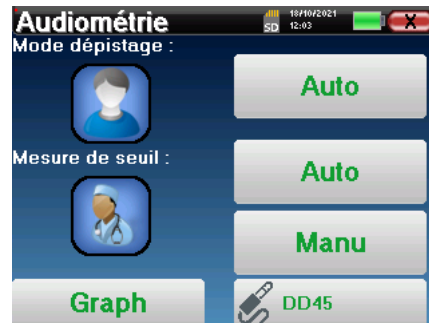 Audiométrie
SD
18/10/2021
12:03
X
Mode dépistage :
Auto
Mesure de seuil :
Auto
Manu
Graph
DD45